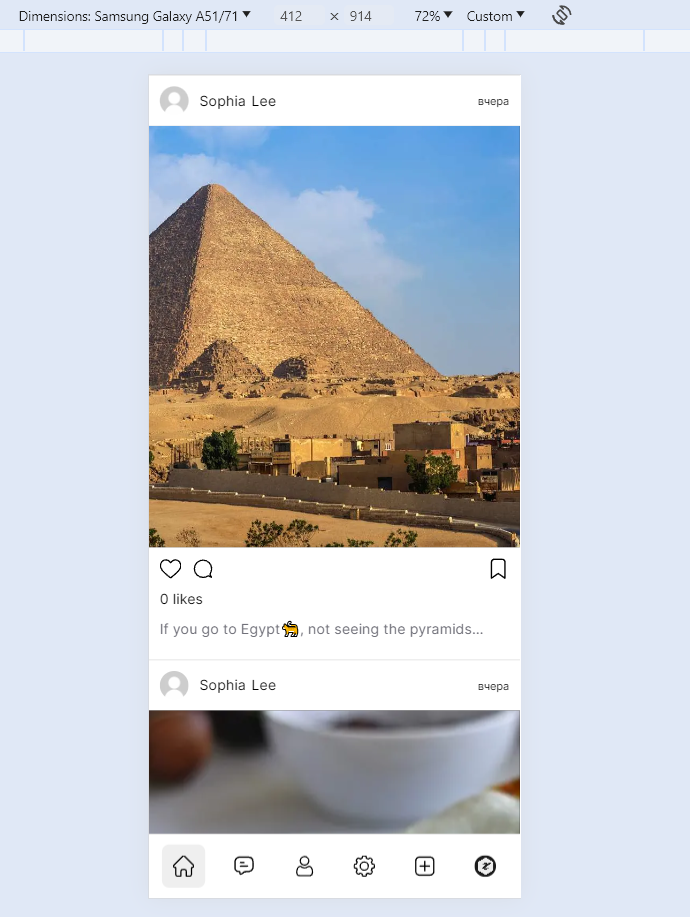 Dimensions: Samsung Galaxy A51/71 ▼ 412 × 914 72% ▼ Custom ▼
Sophia Lee вчера
0 likes
If you go to Egypt🐈, not seeing the pyramids...
Sophia Lee вчера